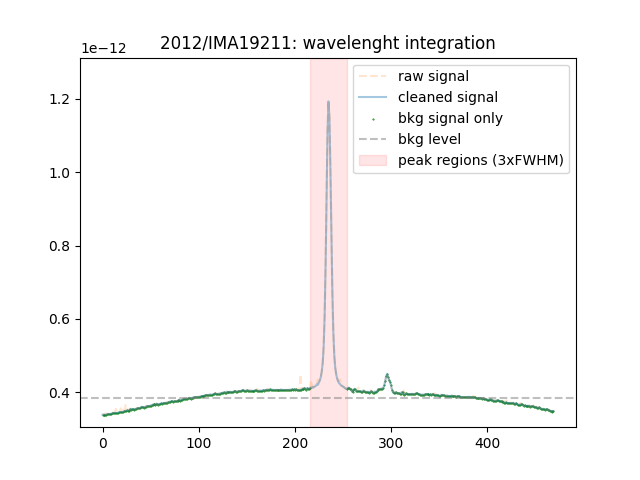 2012/IMA19211: wavelenght integration
1e−12
raw signal
cleaned signal
bkg signal only
bkg level
peak regions (3xFWHM)
1.2
1.0
0.8
0.6
0.4
0 100 200 300 400